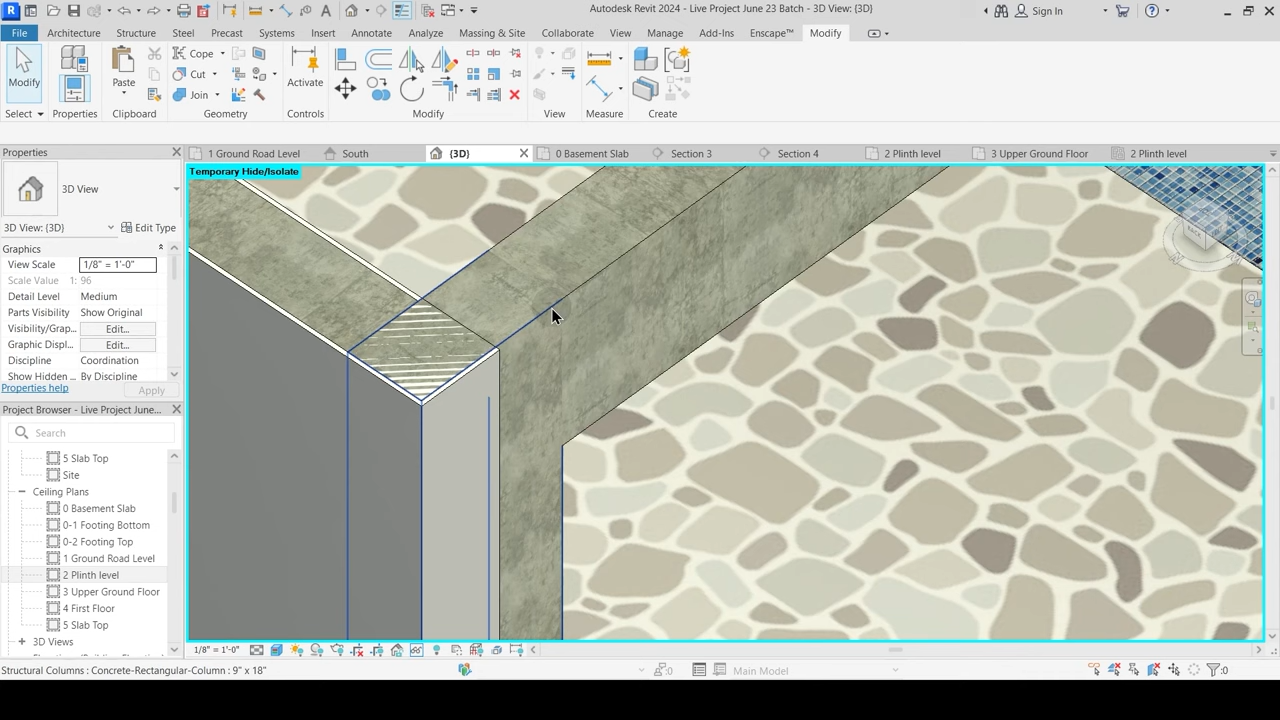 Autodesk Revit 2024 - Live Project June 23 Batch - 3D View: {3D}
Sign In
File Architecture Structure Steel Precast Systems Insert Annotate Analyze Massing & Site Collaborate View Manage Add-Ins Enscape™ Modify
Modify Properties Paste Cope Cut Join Activate
Select Properties Clipboard Geometry Controls Modify View Measure Create
Properties
1 Ground Road Level South {3D} 0 Basement Slab Section 3 Section 4 2 Plinth level 3 Upper Ground Floor 2 Plinth level
Temporary Hide/Isolate
3D View
3D View: {3D} Edit Type
Graphics
View Scale 1/8" = 1'-0"
Scale Value 1: 96
Detail Level Medium
Parts Visibility Show Original
Visibility/Grap... Edit...
Graphic Displ... Edit...
Discipline Coordination
Show Hidden ... By Discipline
Properties help Apply
Project Browser - Live Project June...
Search
5 Slab Top
Site
Ceiling Plans
0 Basement Slab
0-1 Footing Bottom
0-2 Footing Top
1 Ground Road Level
2 Plinth level
3 Upper Ground Floor
4 First Floor
5 Slab Top
3D Views
BACK
1/8" = 1'-0"
Structural Columns : Concrete-Rectangular-Column : 9" x 18" :0 Main Model :0